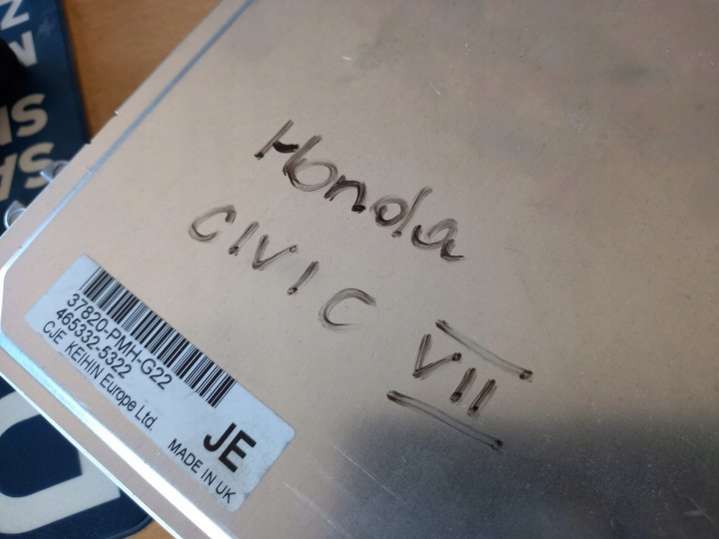 Honda
CIVIC
VII
37820-PMH-G22
465332-5322
CJE KEIHIN Europe Ltd.
JE
MADE IN UK